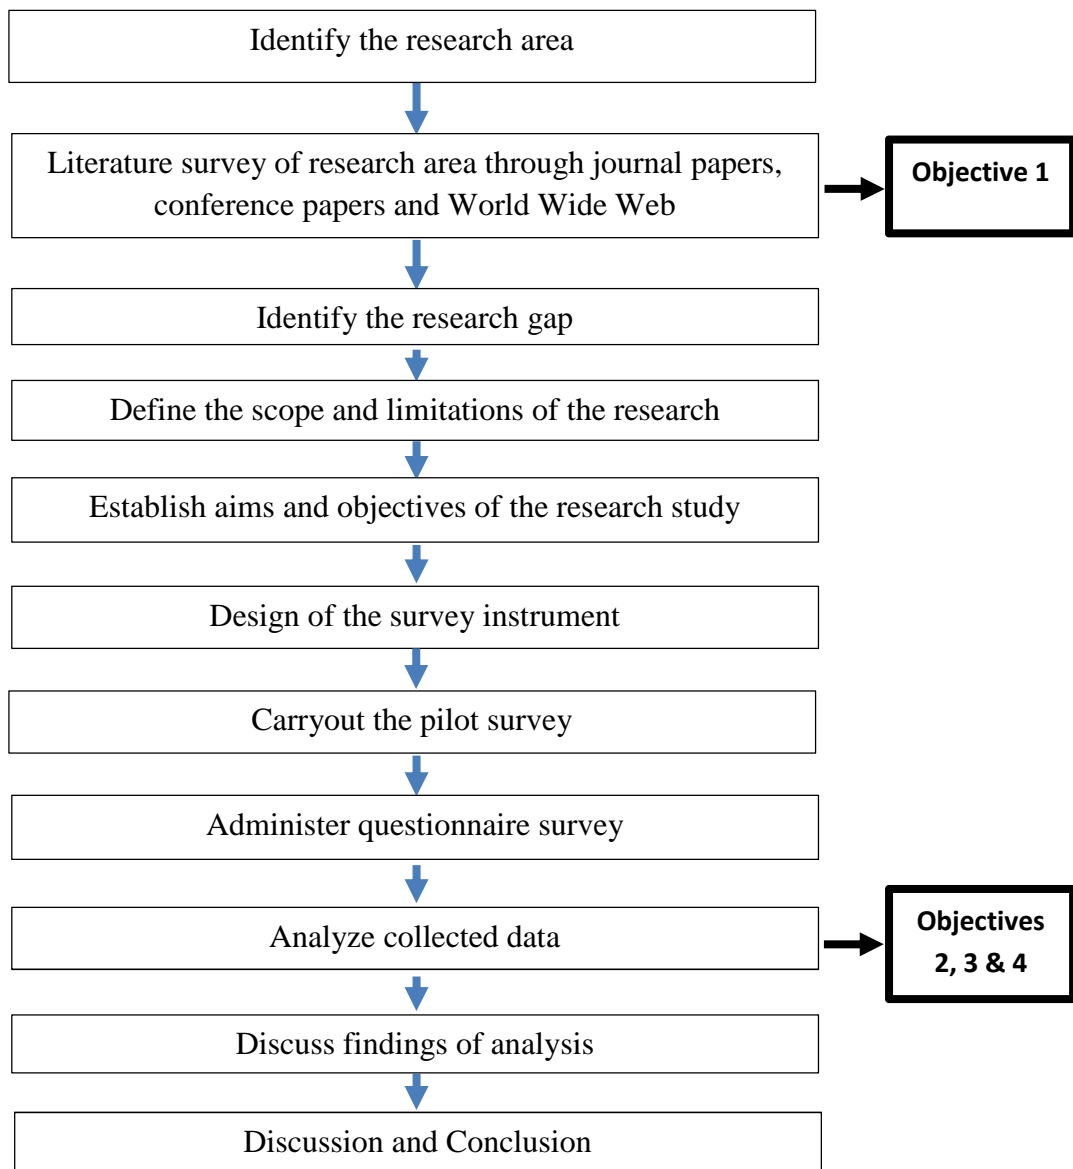 Identify the research area
Literature survey of research area through journal papers,
conference papers and World Wide Web
Objective 1
Identify the research gap
Define the scope and limitations of the research
Establish aims and objectives of the research study
Design of the survey instrument
Carryout the pilot survey
Administer questionnaire survey
Analyze collected data
Objectives
2, 3 & 4
Discuss findings of analysis
Discussion and Conclusion